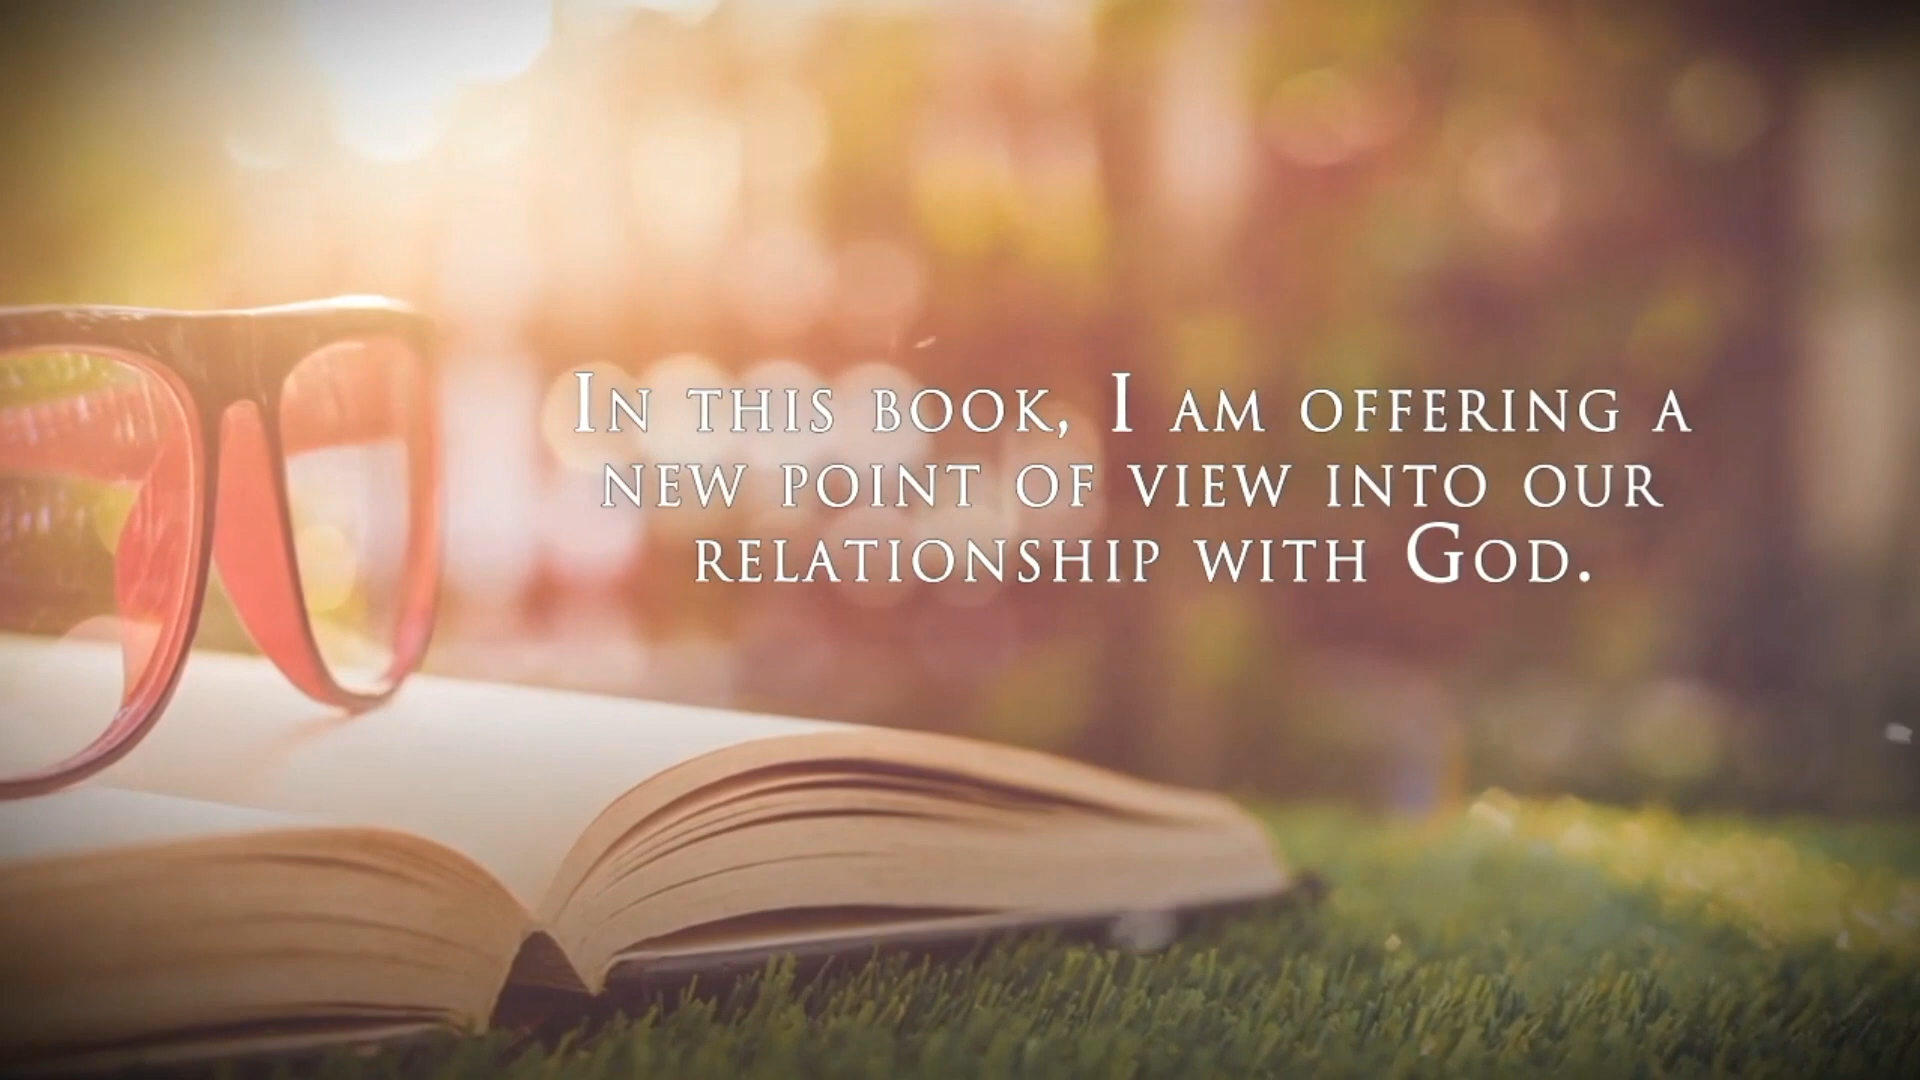 In this book, I am offering a
new point of view into our
relationship with God.